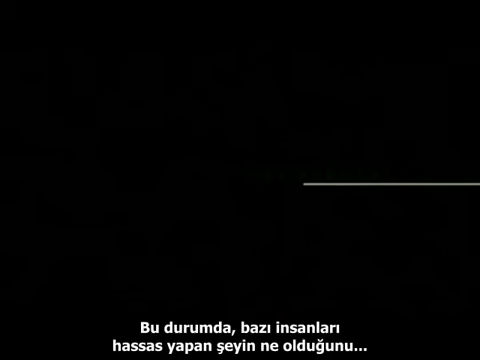 Bu durumda, bazı insanları
hassas yapan şeyin ne olduğunu...